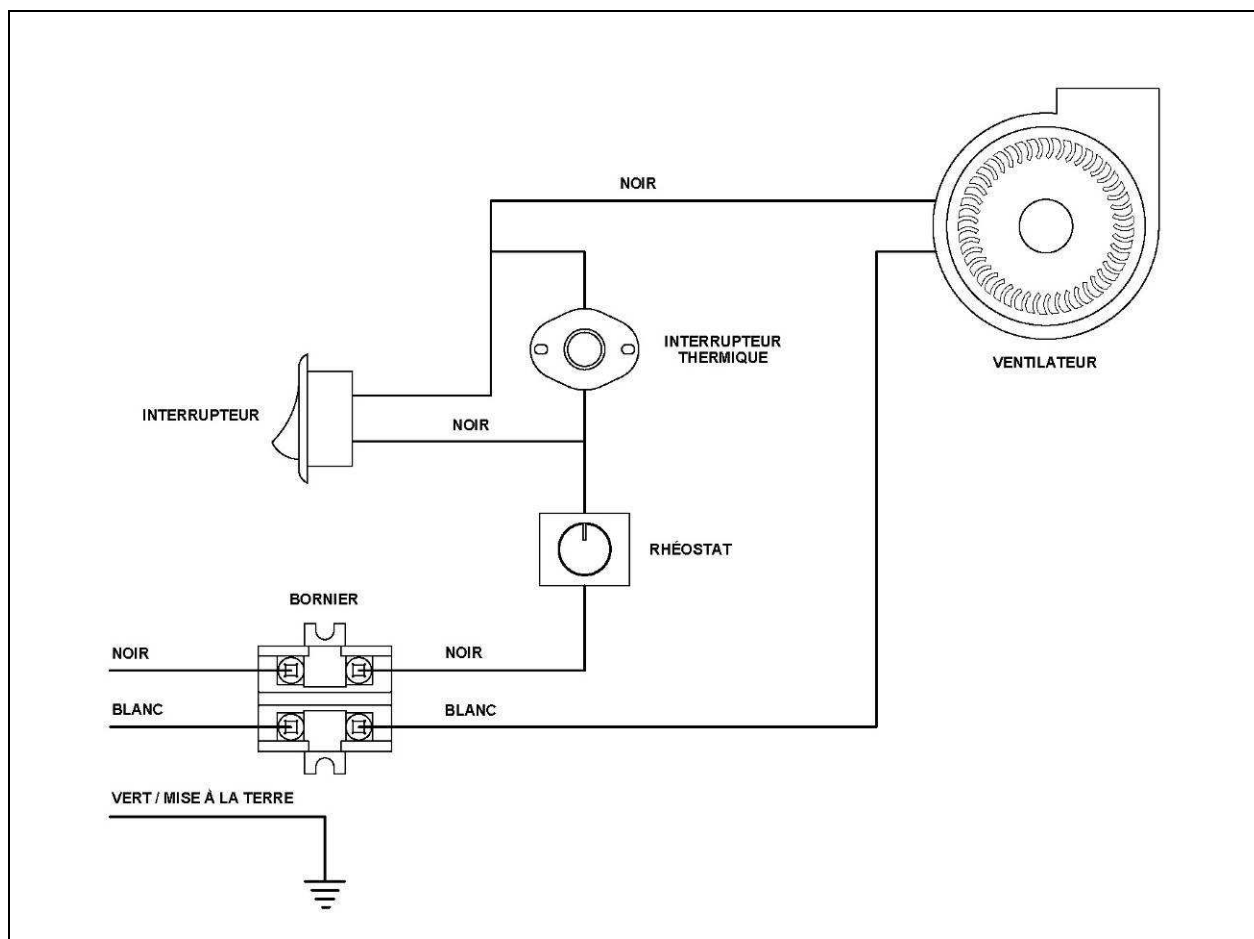 NOIR
INTERRUPTEUR
THERMIQUE
VENTILATEUR
INTERRUPTEUR
NOIR
RHÉOSTAT
BORNIER
NOIR
NOIR
BLANC
BLANC
VERT / MISE À LA TERRE